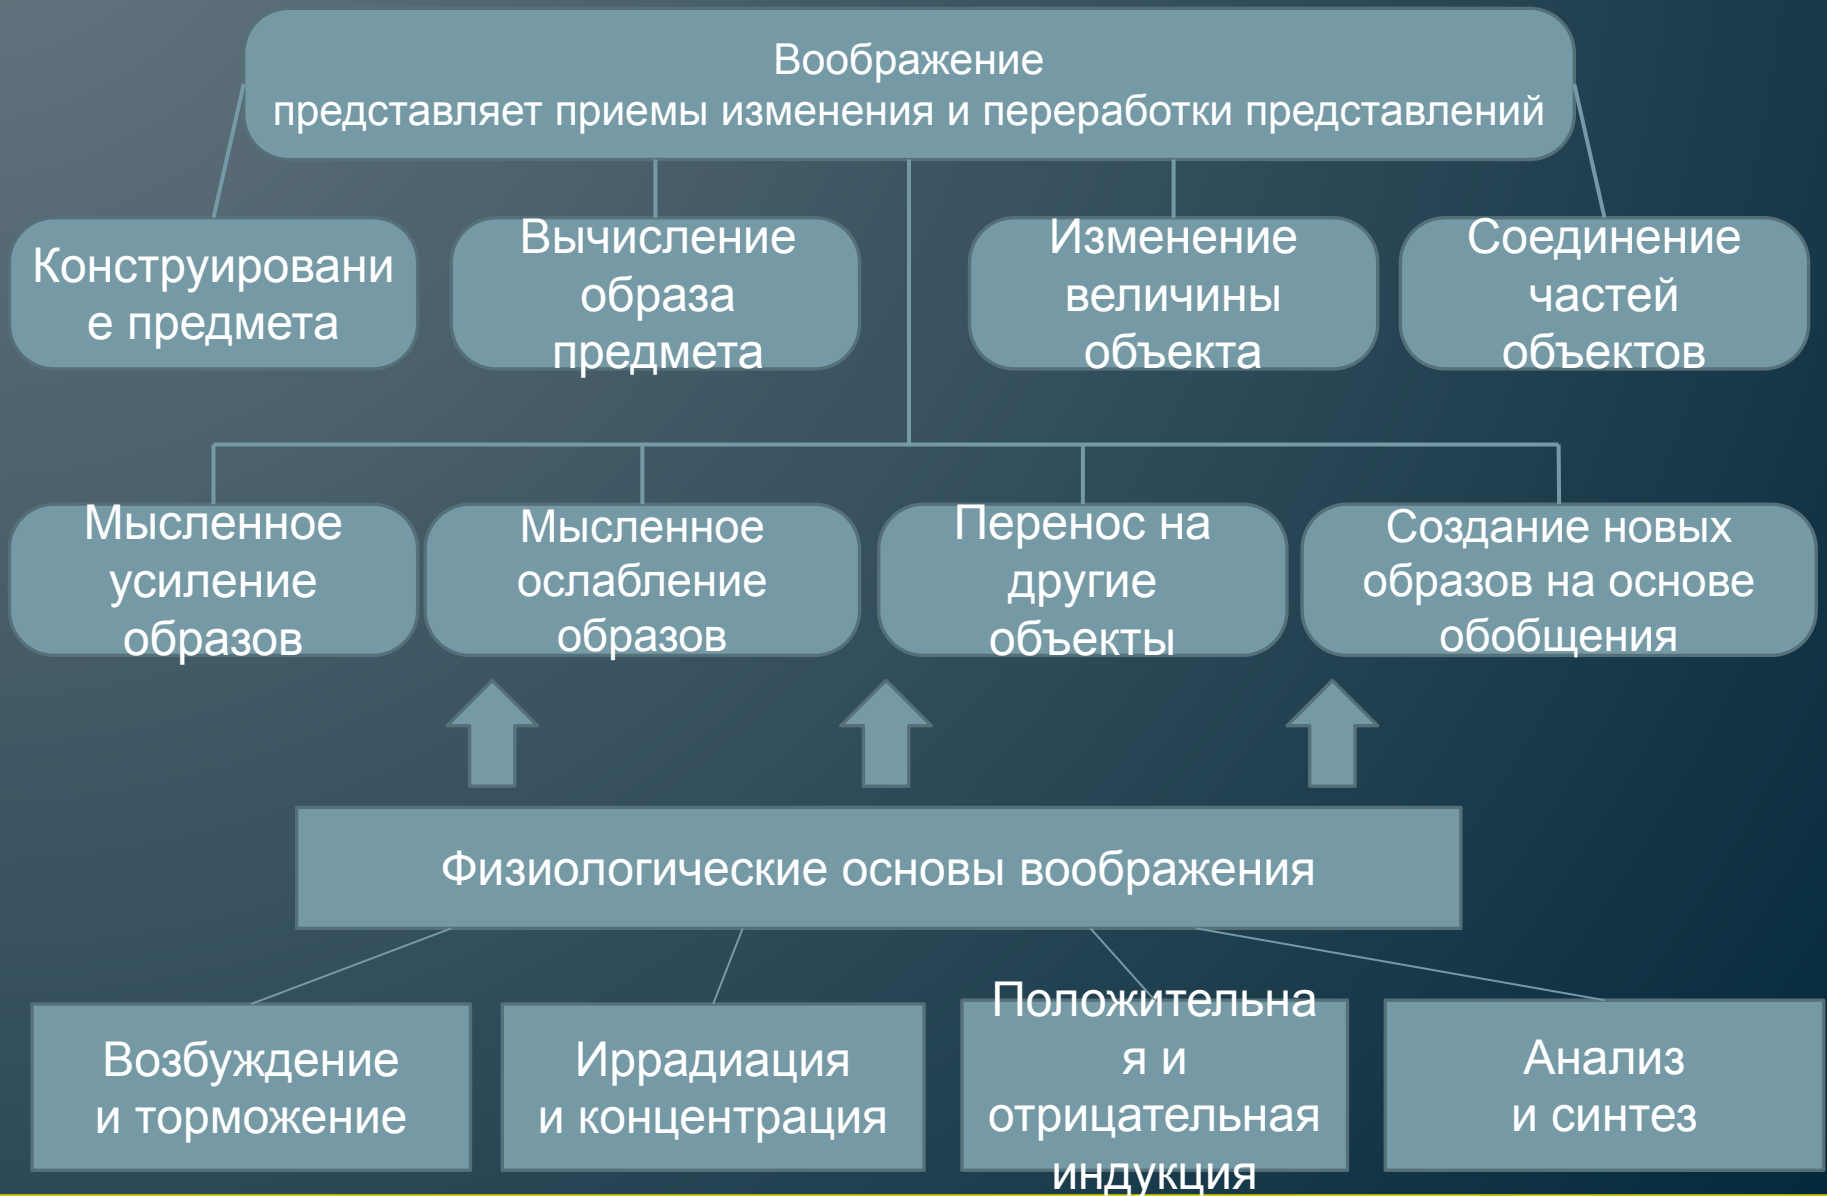 Воображение
представляет приемы изменения и переработки представлений
Конструировани
е предмета
Вычисление
образа
предмета
Изменение
величины
объекта
Соединение
частей
объектов
Мысленное
усиление
образов
Мысленное
ослабление
образов
Перенос на
другие
объекты
Создание новых
образов на основе
обобщения
Физиологические основы воображения
Возбуждение
и торможение
Иррадиация
и концентрация
Положительна
я и
отрицательная
индукция
Анализ
и синтез